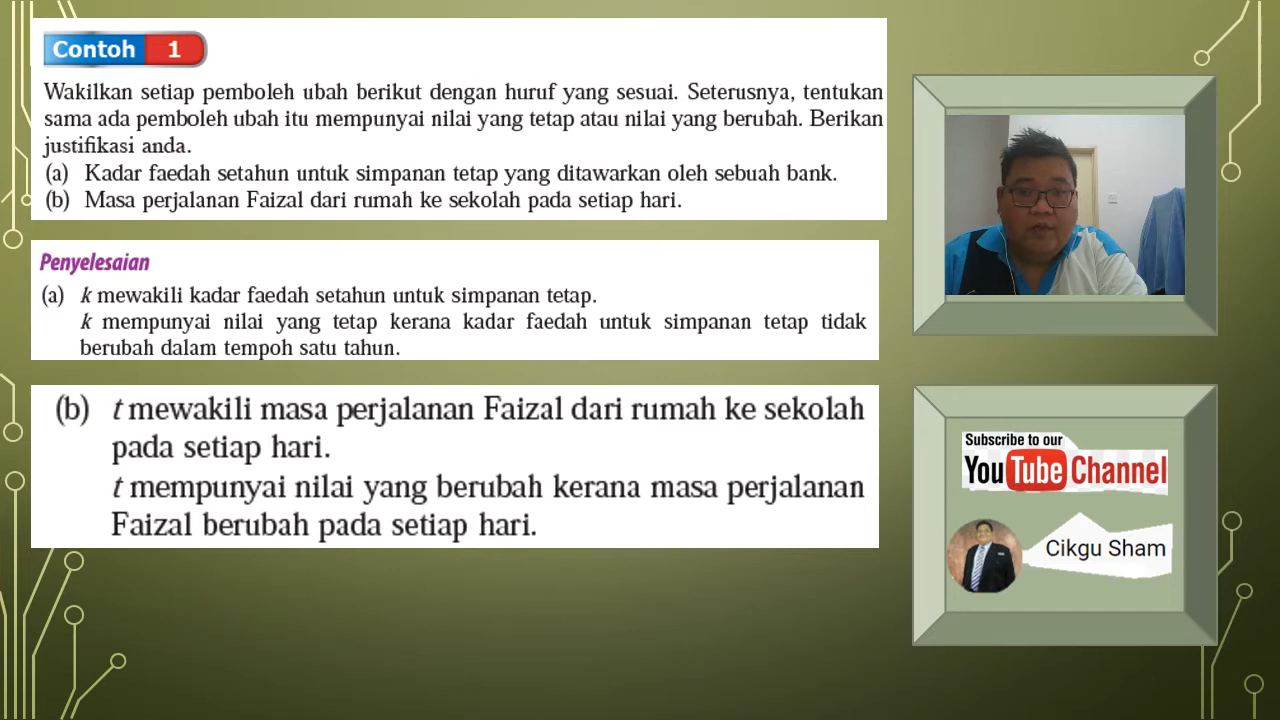 Contoh 1
Wakilkan setiap pemboleh ubah berikut dengan huruf yang sesuai. Seterusnya, tentukan
sama ada pemboleh ubah itu mempunyai nilai yang tetap atau nilai yang berubah. Berikan
justifikasi anda.
(a) Kadar faedah setahun untuk simpanan tetap yang ditawarkan oleh sebuah bank.
(b) Masa perjalanan Faizal dari rumah ke sekolah pada setiap hari.
Penyelesaian
(a) k mewakili kadar faedah setahun untuk simpanan tetap.
k mempunyai nilai yang tetap kerana kadar faedah untuk simpanan tetap tidak
berubah dalam tempoh satu tahun.
(b) t mewakili masa perjalanan Faizal dari rumah ke sekolah
pada setiap hari.
t mempunyai nilai yang berubah kerana masa perjalanan
Faizal berubah pada setiap hari.
Subscribe to our
YouTube Channel
Cikgu Sham